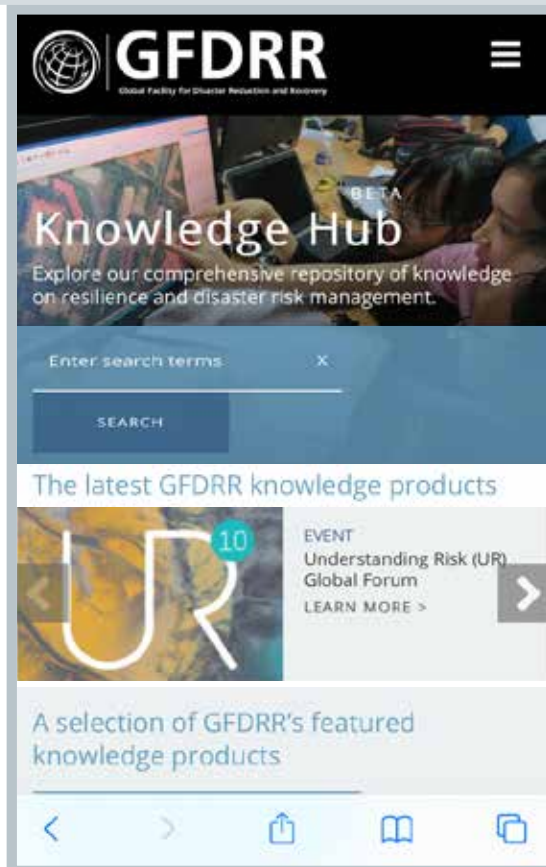 GFDRR
Global Facility for Disaster Reduction and Recovery
BETA
Knowledge Hub
Explore our comprehensive repository of knowledge
on resilience and disaster risk management.
Enter search terms X
SEARCH
The latest GFDRR knowledge products
UR
10
EVENT
Understanding Risk (UR)
Global Forum
LEARN MORE >
A selection of GFDRR's featured
knowledge products